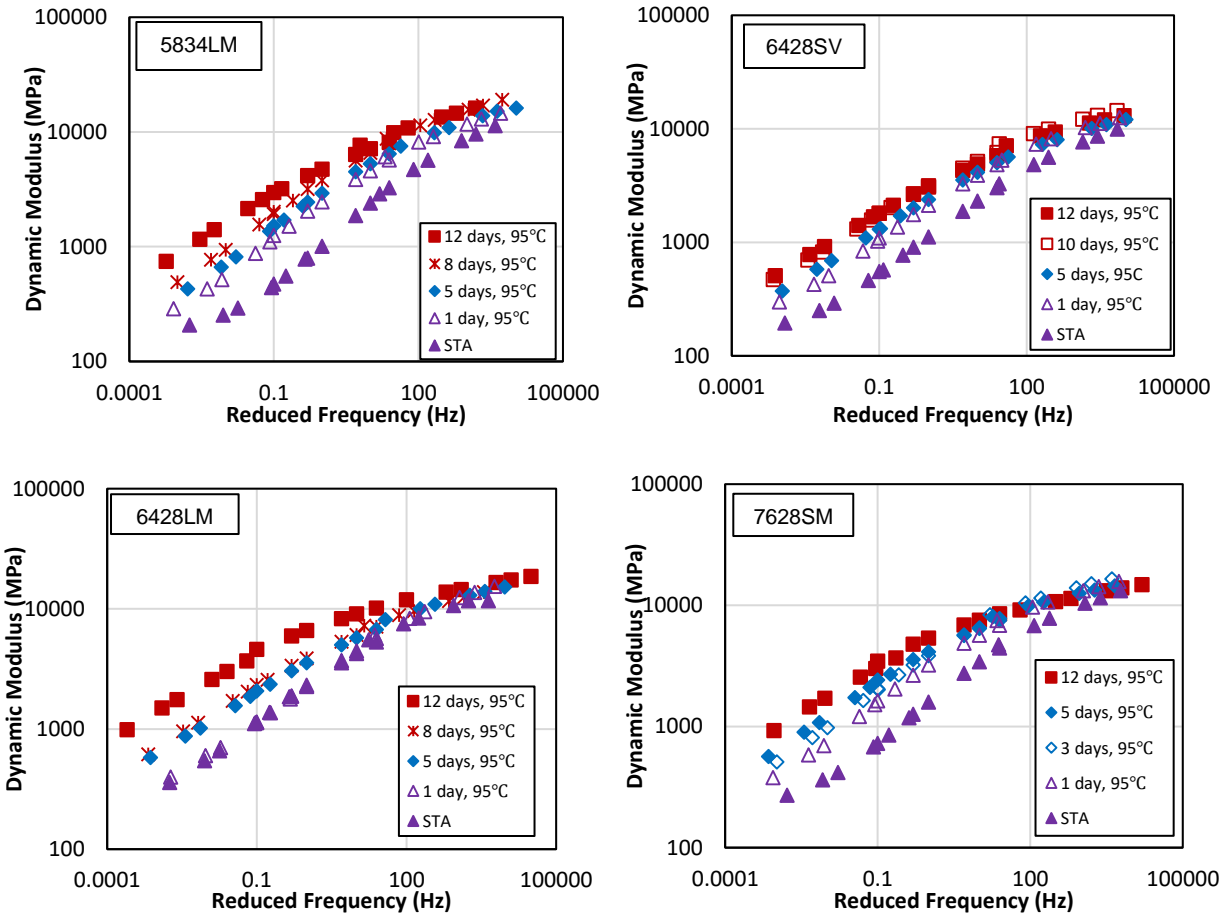 100000
10000
1000
100
Dynamic Modulus (MPa)
5834LM
12 days, 95℃
8 days, 95℃
5 days, 95℃
1 day, 95℃
STA
0.0001
0.1
100
100000
Reduced Frequency (Hz)
100000
10000
1000
100
Dynamic Modulus (MPa)
6428SV
12 days, 95℃
10 days, 95℃
5 days, 95C
1 day, 95℃
STA
0.0001
0.1
100
100000
Reduced Frequency (Hz)
100000
10000
1000
100
Dynamic Modulus (MPa)
6428LM
12 days, 95℃
8 days, 95℃
5 days, 95℃
1 day, 95℃
STA
0.0001
0.1
100
100000
Reduced Frequency (Hz)
100000
10000
1000
100
Dynamic Modulus (MPa)
7628SM
12 days, 95℃
5 days, 95℃
3 days, 95℃
1 day, 95℃
STA
0.0001
0.1
100
100000
Reduced Frequency (Hz)